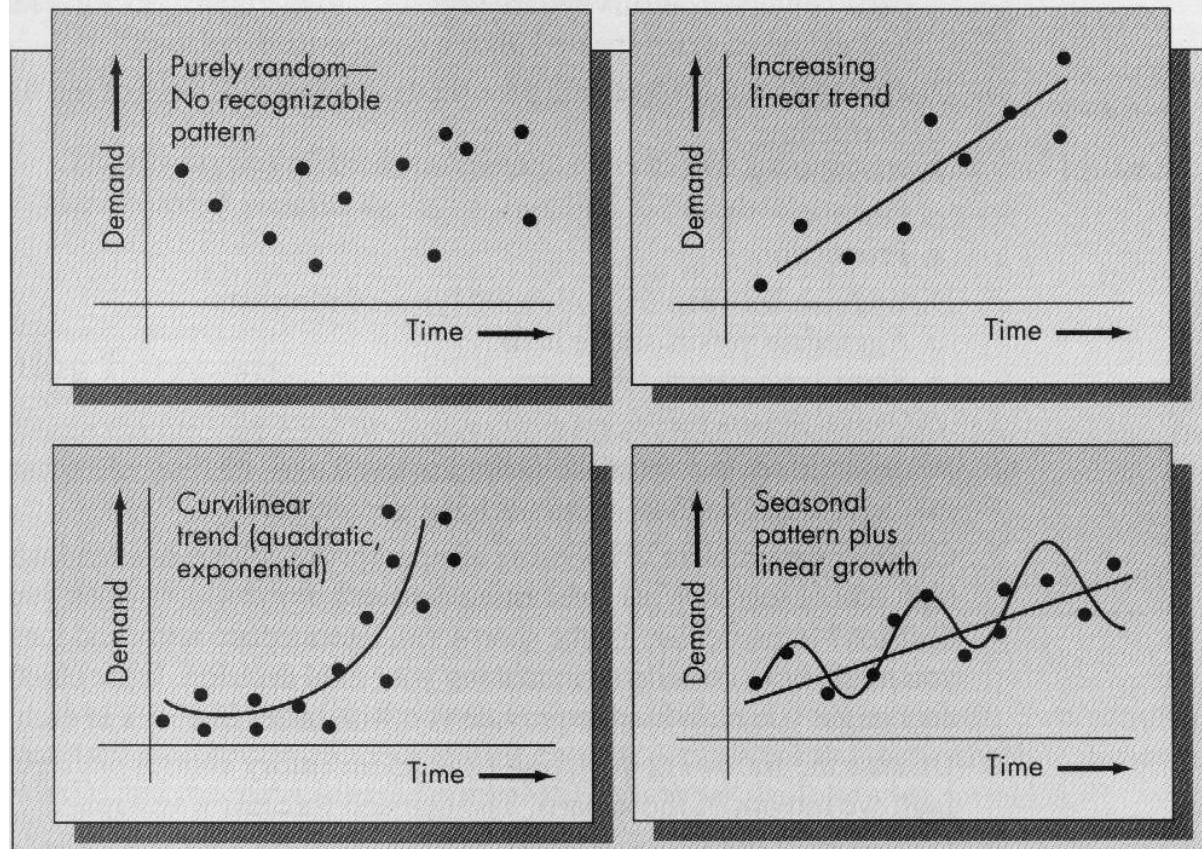 Purely random—
No recognizable
pattern
Demand
Time
Increasing
linear trend
Demand
Time
Curvilinear
trend (quadratic,
exponential)
Demand
Time
Seasonal
pattern plus
linear growth
Demand
Time